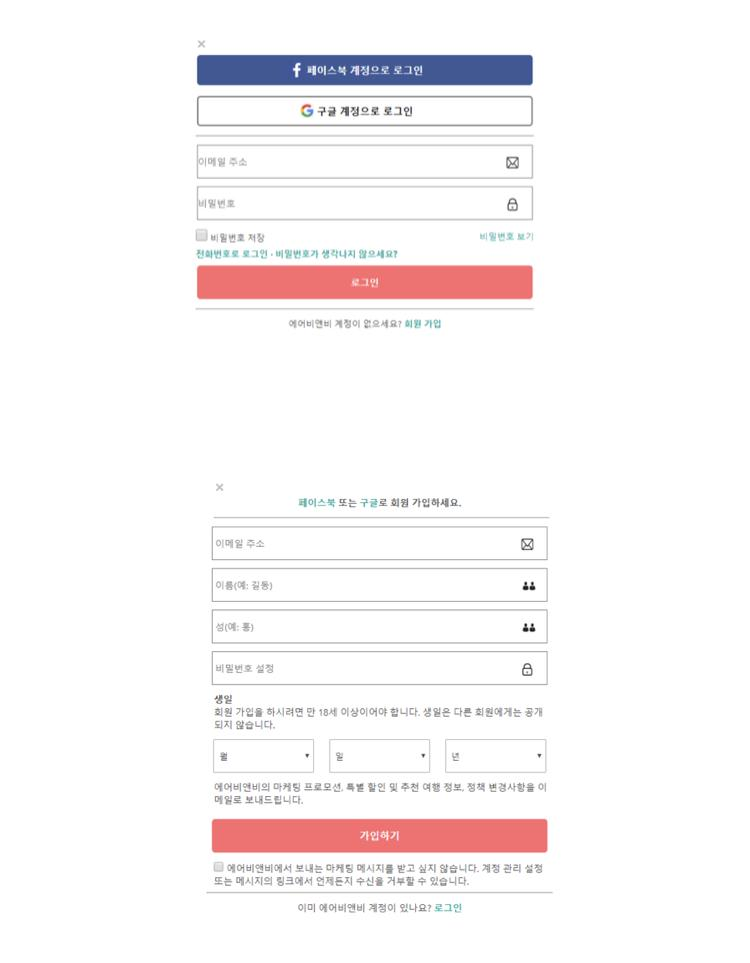 ×
페이스북 계정으로 로그인
구글 계정으로 로그인
이메일 주소
비밀번호
비밀번호 저장
비밀번호 보기
전화번호로 로그인 · 비밀번호가 생각나지 않으세요?
로그인
에어비앤비 계정이 없으세요? 회원 가입
×
페이스북 또는 구글로 회원 가입하세요.
이메일 주소
이름(예: 길동)
성(예: 홍)
비밀번호 설정
생일
회원 가입을 하시려면 만 18세 이상이어야 합니다. 생일은 다른 회원에게는 공개
되지 않습니다.
월
일
년
에어비앤비의 마케팅 프로모션, 특별 할인 및 추천 여행 정보, 정책 변경사항을 이
메일로 보내드립니다.
가입하기
에어비앤비에서 보내는 마케팅 메시지를 받고 싶지 않습니다. 계정 관리 설정
또는 메시지의 링크에서 언제든지 수신을 거부할 수 있습니다.
이미 에어비앤비 계정이 있나요? 로그인